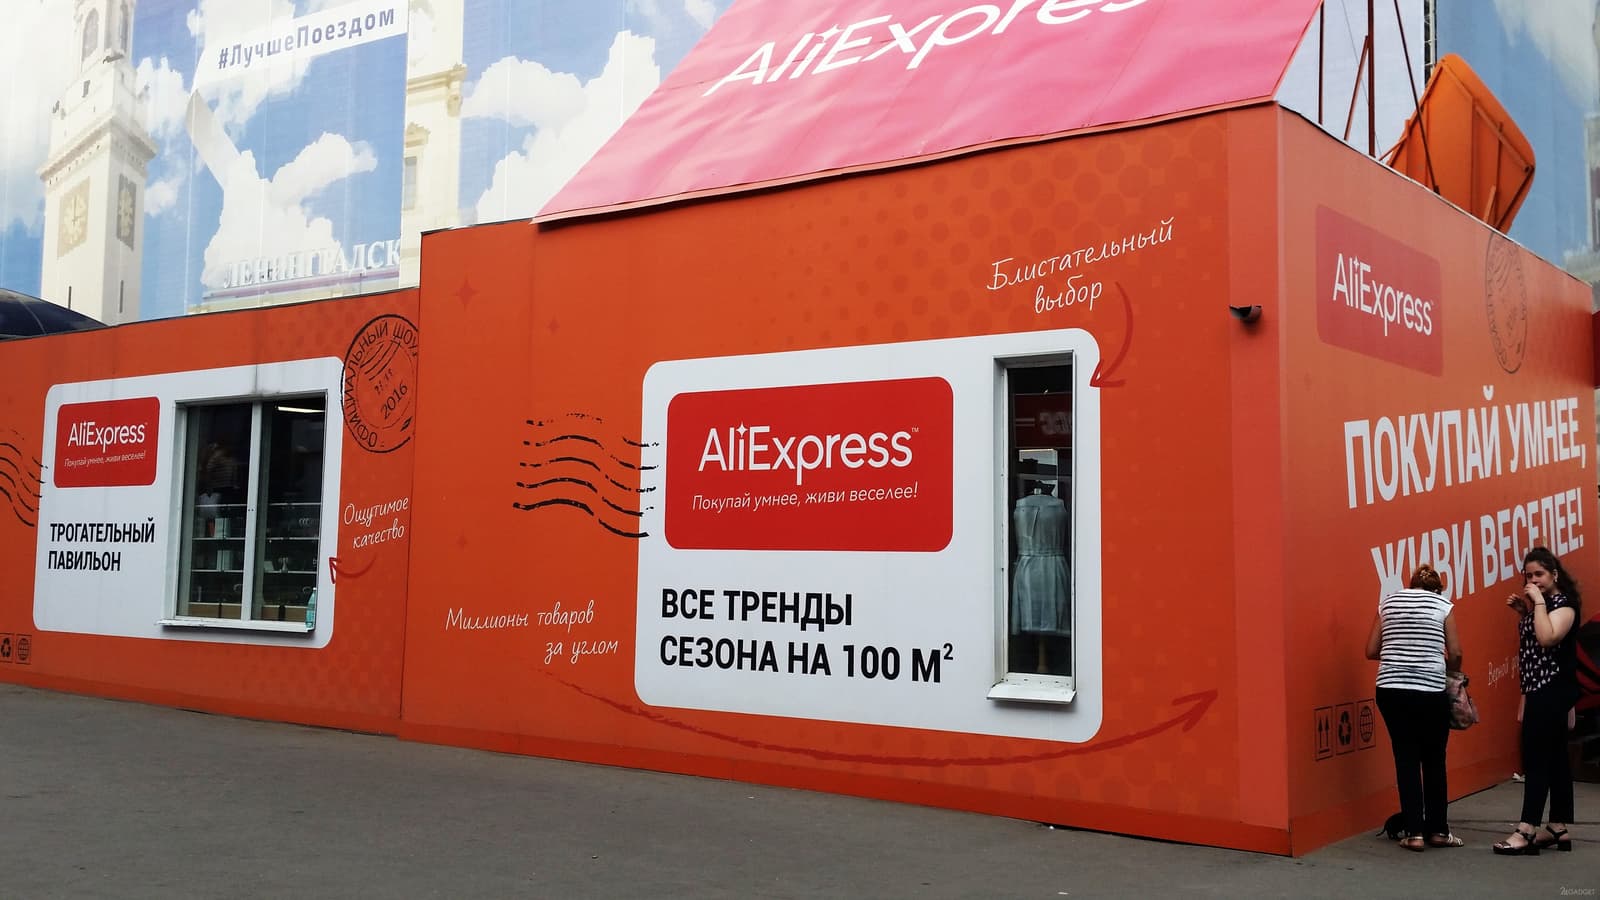 #ЛучшеПоездом
ЛЕНИНГРАДСК
AliExpress
AliExpress
Покупай умнее, живи веселее!
ТРОГАТЕЛЬНЫЙ
ПАВИЛЬОН
2016
Ощутимое
качество
Миллионы товаров
за углом
AliExpress™
Покупай умнее, живи веселее!
ВСЕ ТРЕНДЫ
СЕЗОНА НА 100 М²
Блистательный
выбор
AliExpress
ПОКУПАЙ УМНЕЕ,
ЖИВИ ВЕСЕЛЕЕ!